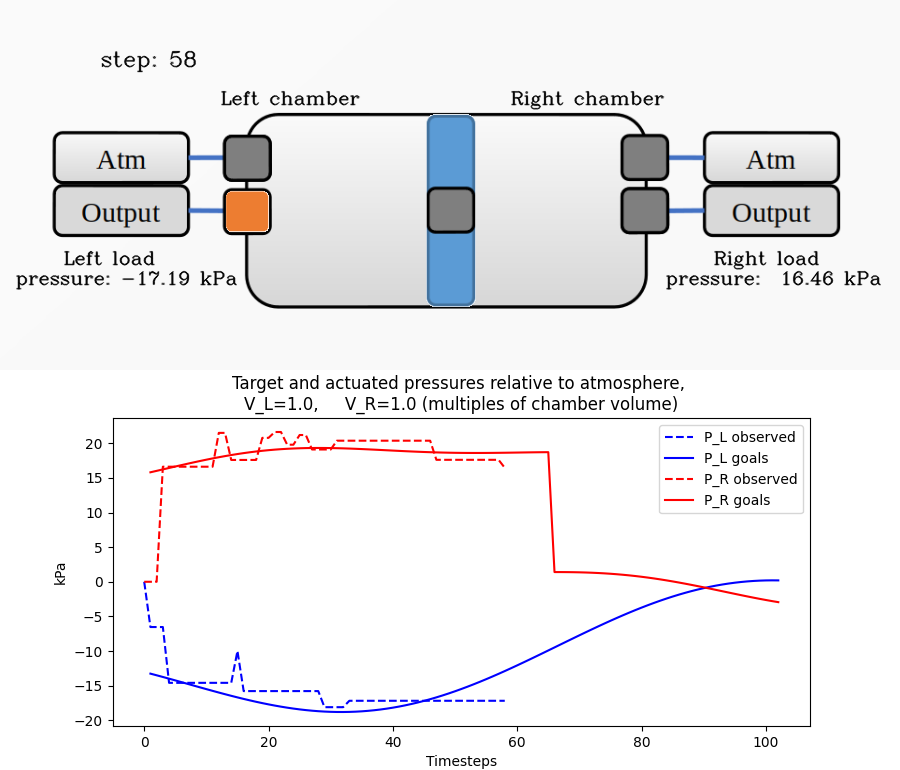 step: 58
Left chamber
Right chamber
Atm
Atm
Output
Output
Left load
pressure: −17.19 kPa
Right load
pressure: 16.46 kPa
Target and actuated pressures relative to atmosphere,
V_L=1.0, V_R=1.0 (multiples of chamber volume)
P_L observed
P_L goals
P_R observed
P_R goals
kPa
20
15
10
5
0
−5
−10
−15
−20
0
20
40
60
80
100
Timesteps